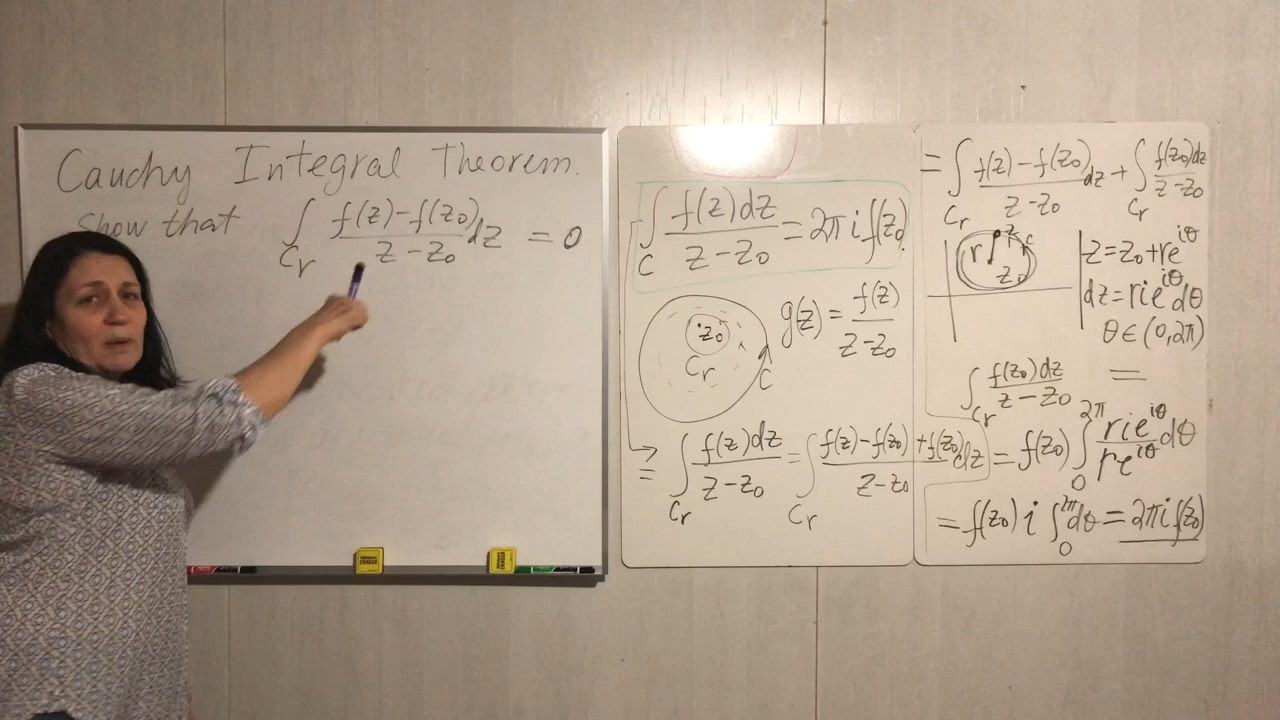 Cauchy Integral Theorem.
Show that ∫_{C_r} (f(z)-f(z₀))/(z-z₀) dz = 0
∫_C f(z)dz/(z-z₀) = 2πi f(z₀)
z₀
C_r
C
g(z) = f(z)/(z-z₀)
= ∫_{C_r} f(z)dz/(z-z₀) = ∫_{C_r} (f(z)-f(z₀)+f(z₀))/(z-z₀) dz
= ∫_{C_r} (f(z)-f(z₀))/(z-z₀) dz + ∫_{C_r} f(z₀)dz/(z-z₀)
r
z
z₀
z = z₀+re^{iθ}
dz = rie^{iθ}dθ
θ∈(0,2π)
∫_{C_r} f(z₀)dz/(z-z₀) =
= f(z₀) ∫_0^{2π} rie^{iθ}/re^{iθ} dθ
= f(z₀) i ∫_0^{2π} dθ = 2πi f(z₀)
ERASER